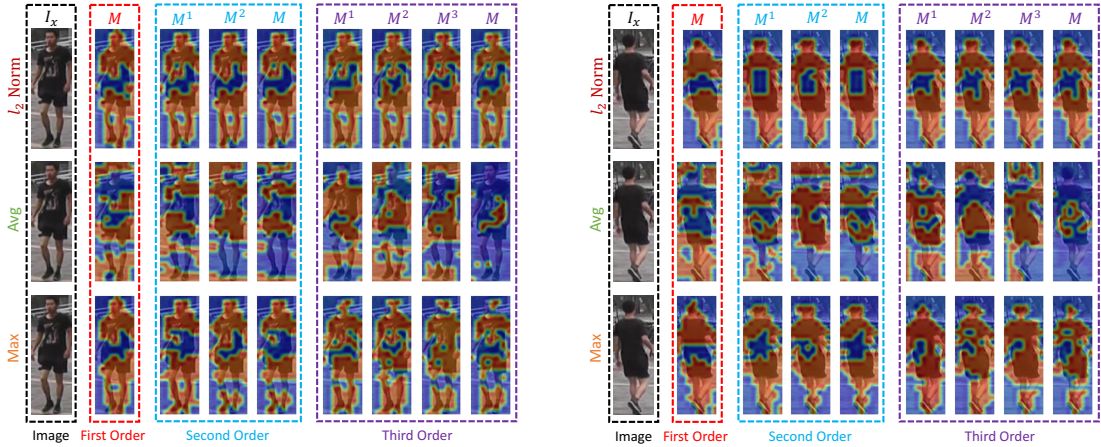 $I_x$ $M$ $M^1$ $M^2$ $M$ $M^1$ $M^2$ $M^3$ $M$
$l_2$ Norm
Avg
Max
Image First Order Second Order Third Order
$I_x$ $M$ $M^1$ $M^2$ $M$ $M^1$ $M^2$ $M^3$ $M$
$l_2$ Norm
Avg
Max
Image First Order Second Order Third Order